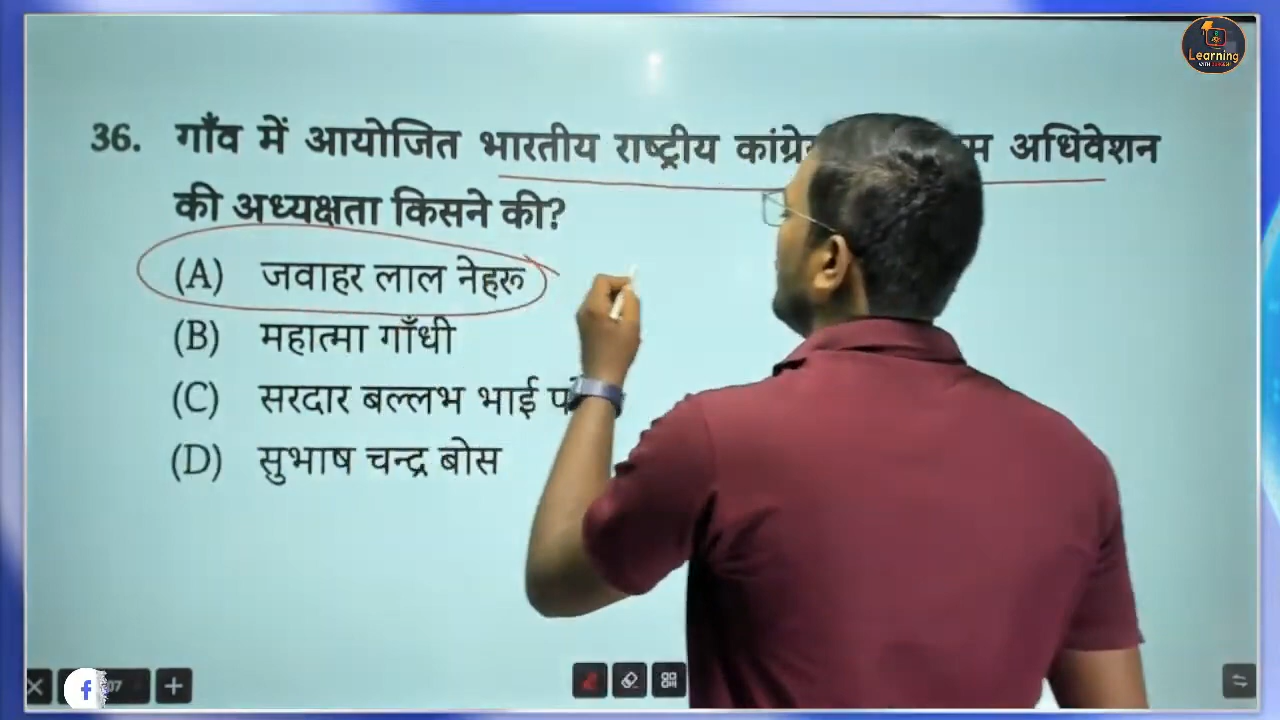 36. गाँव में आयोजित भारतीय राष्ट्रीय अधिवेशन
की अध्यक्षता किसने की?
(A) जवाहर लाल नेहरू
(B) महात्मा गाँधी
(C) सरदार बल्लभ भाई
(D) सुभाष चन्द्र बोस
Learning